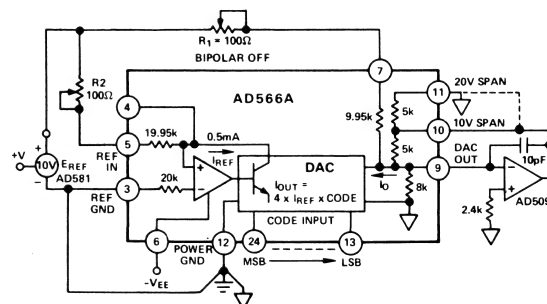 R1 = 100Ω
BIPOLAR OFF
7
11
20V SPAN
R2
100Ω
4
AD566A
9.95k
5k
10
10V SPAN
5
19.95k
0.5mA
5k
10pF
+V
10V
+
−
EREF
AD581
REF
IN
IREF
DAC
9
DAC
OUT
3
REF
GND
20k
+
−
IOUT =
4 x IREF x CODE
IO
8k
−
+
AD509
CODE INPUT
2.4k
6
POWER
GND
12
24
13
MSB
LSB
−VEE